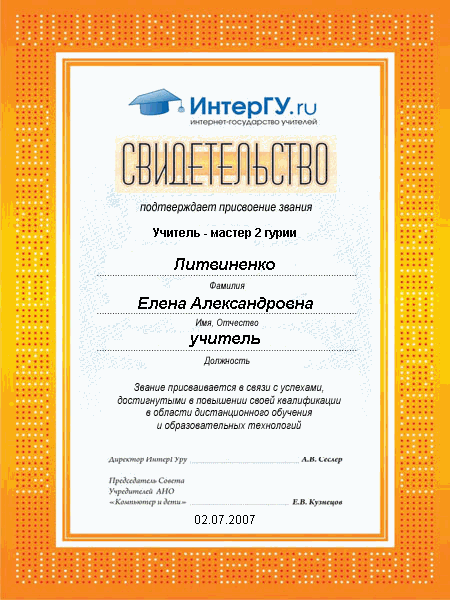 ИнтерГУ.ru
интернет-государство учителей
СВИДЕТЕЛЬСТВО
подтверждает присвоение звания
Учитель - мастер 2 гурии
Литвиненко
Фамилия
Елена Александровна
Имя, Отчество
учитель
Должность
Звание присваивается в связи с успехами,
достигнутыми в повышении своей квалификации
в области дистанционного обучения
и образовательных технологий
Директор ИнтерГУру А.В. Сеслер
Председатель Совета
Учредителей АНО
«Компьютер и дети» Е.В. Кузнецов
02.07.2007